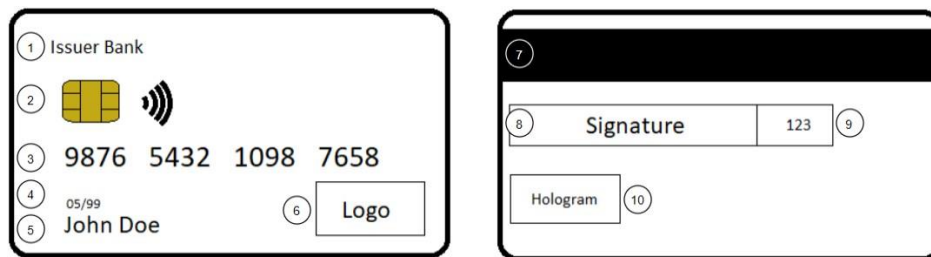 1 Issuer Bank
2
3 9876 5432 1098 7658
4 05/99
5 John Doe
6 Logo
7
8 Signature 123 9
Hologram 10